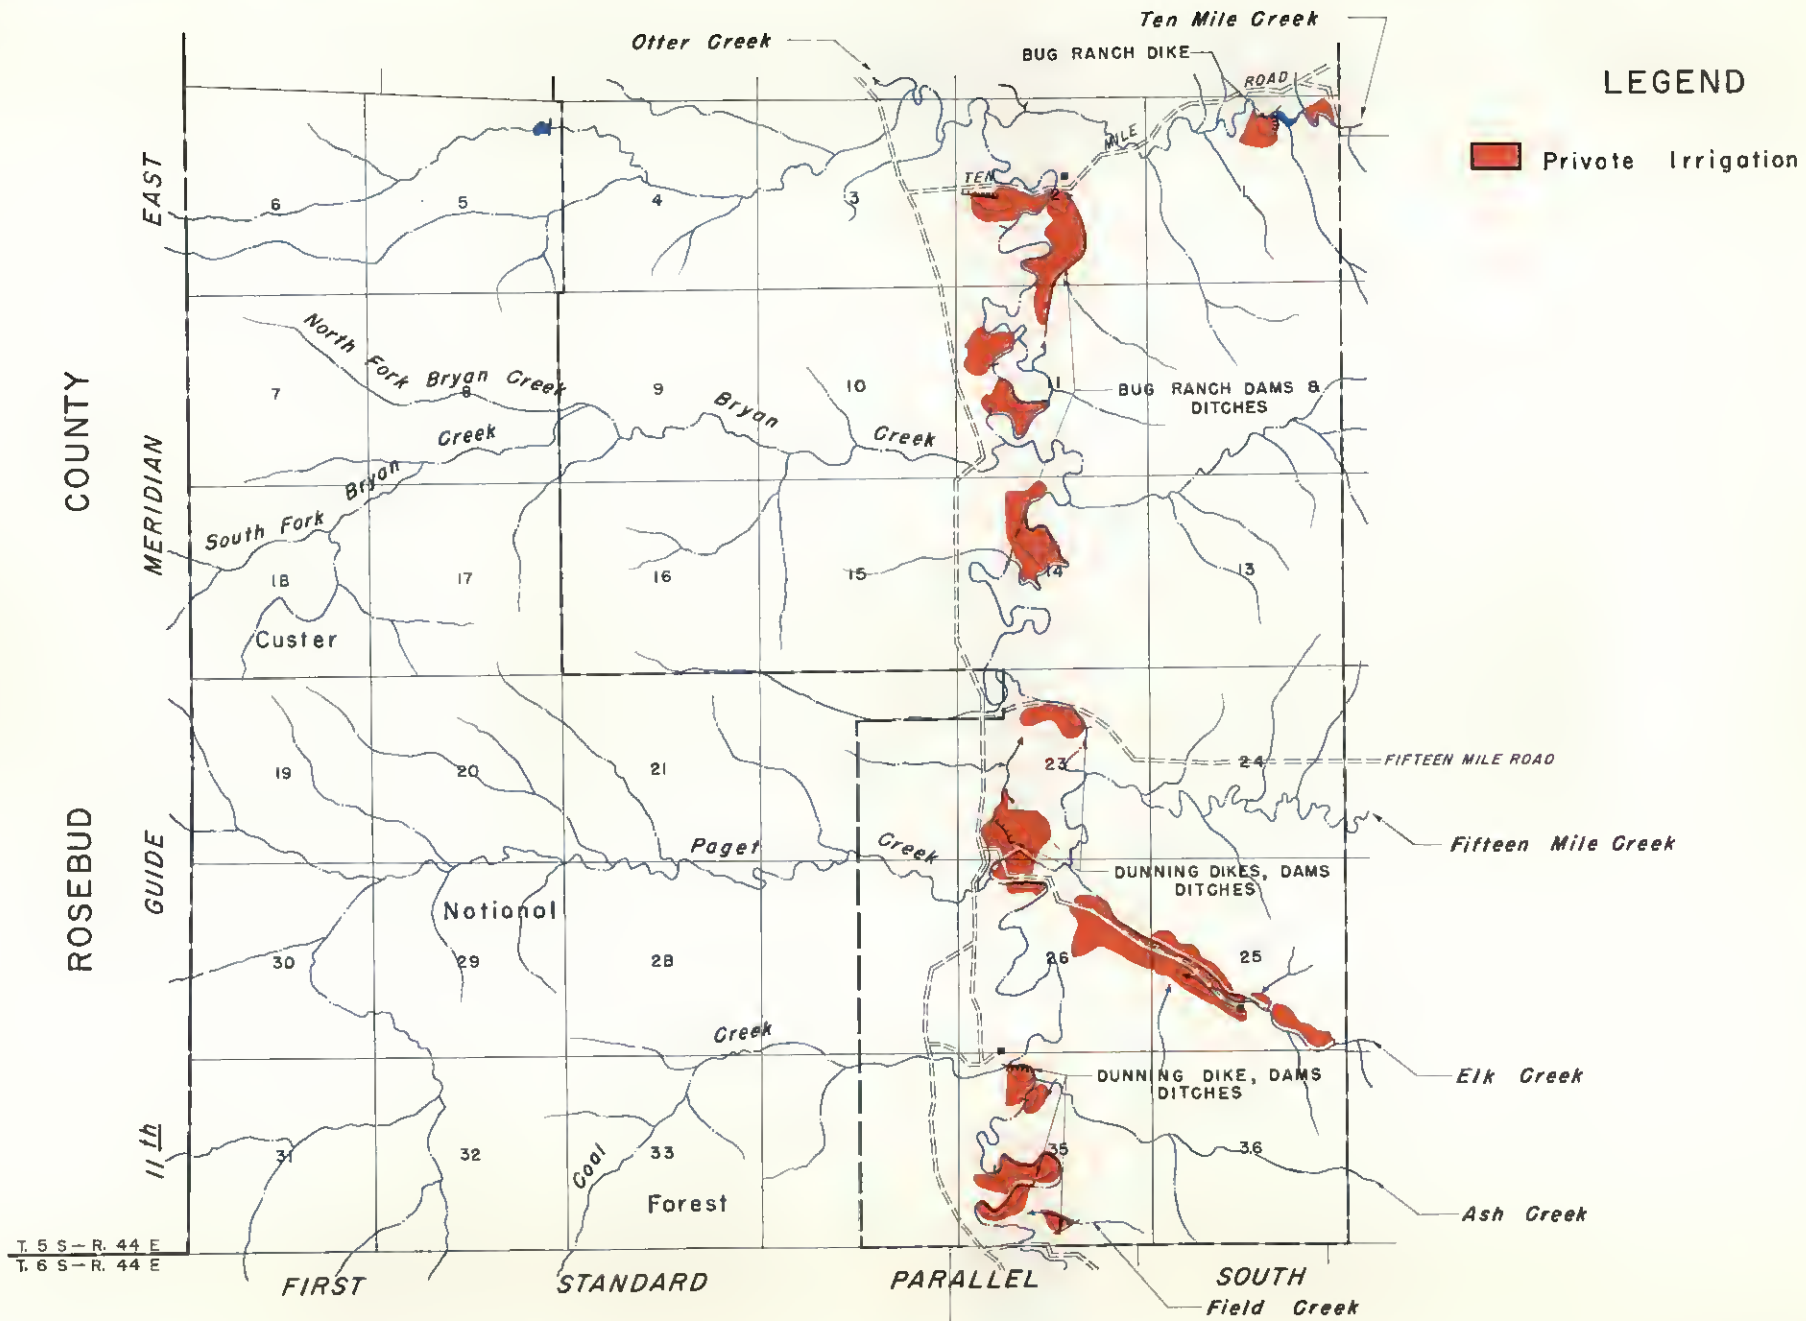 Ten Mile Creek
Otter Creek
BUG RANCH DIKE
LEGEND
Private Irrigation
ROAD
MILE
TEN
EAST
6
5
4
3
2
1
North Fork Bryan Creek
7
8
9
10
11
Bryan Creek
BUG RANCH DAMS &
DITCHES
COUNTY
MERIDIAN
South Fork Bryan Creek
18
17
16
15
14
13
Custer
19
20
21
23
24
FIFTEEN MILE ROAD
Paget Creek
Fifteen Mile Creek
ROSEBUD
GUIDE
DUNNING DIKES, DAMS
DITCHES
National
30
29
28
26
25
Creek
DUNNING DIKE, DAMS
DITCHES
Elk Creek
11th
31
32
33
35
36
Coal
Forest
Ash Creek
T. 5 S-R. 44 E
T. 6 S-R. 44 E
FIRST STANDARD PARALLEL SOUTH
Field Creek